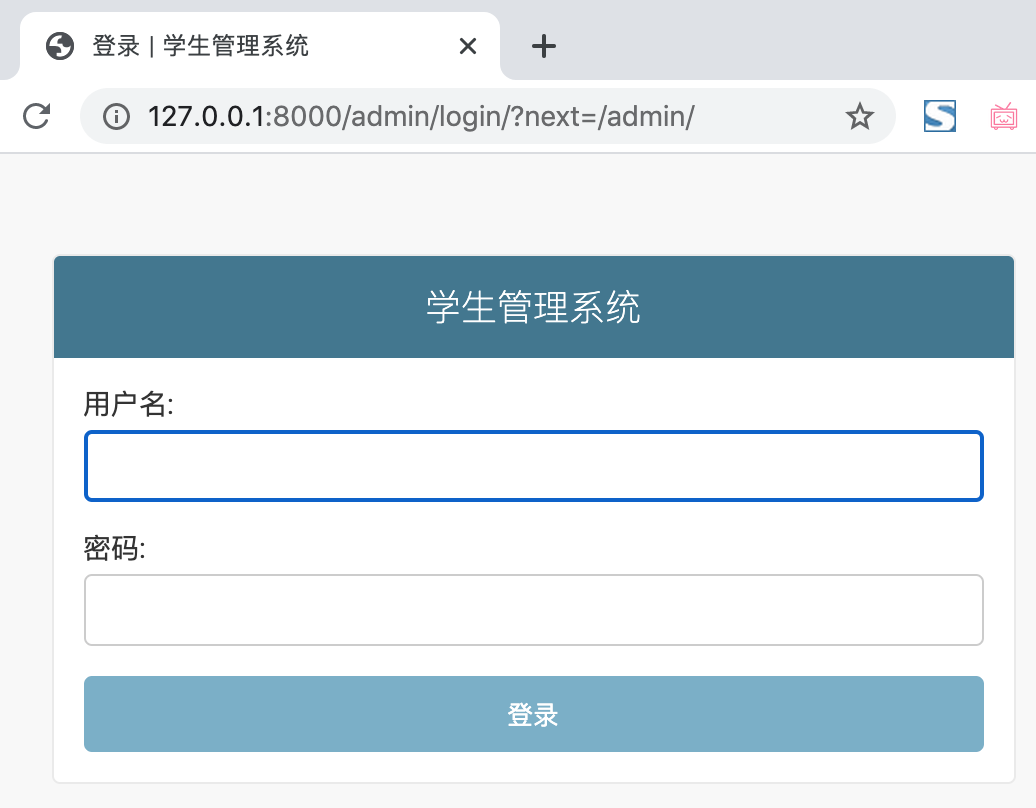 登录 | 学生管理系统
127.0.0.1:8000/admin/login/?next=/admin/
学生管理系统
用户名:
密码:
登录